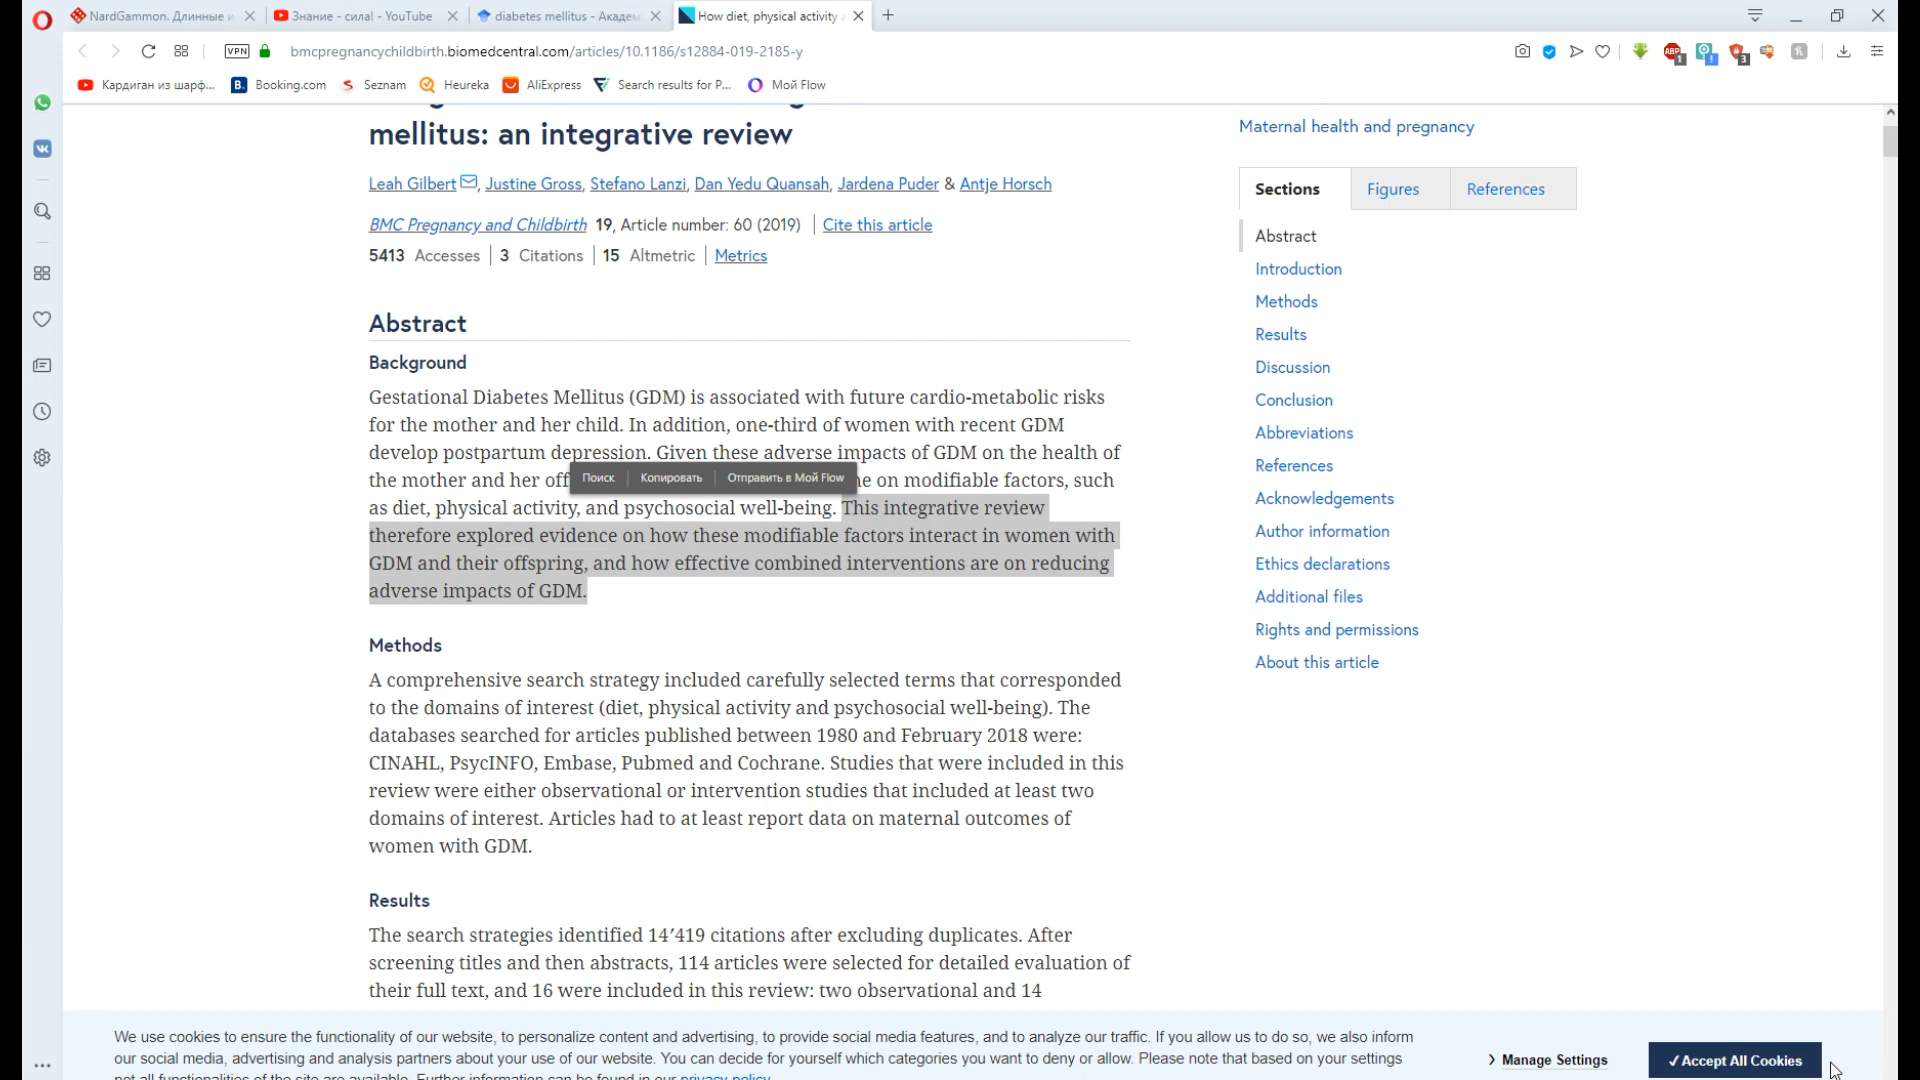 NardGammon. Длинные и
Знание - сила! - YouTube
diabetes mellitus - Академ
How diet, physical activity
VPN
bmcpregnancychildbirth.biomedcentral.com/articles/10.1186/s12884-019-2185-y
Кардиган из шарф...
Booking.com
Seznam
Heureka
AliExpress
Search results for P...
Мой Flow
mellitus: an integrative review
Leah Gilbert, Justine Gross, Stefano Lanzi, Dan Yedu Quansah, Jardena Puder & Antje Horsch
BMC Pregnancy and Childbirth 19, Article number: 60 (2019) Cite this article
5413 Accesses 3 Citations 15 Altmetric Metrics
Abstract
Background
Gestational Diabetes Mellitus (GDM) is associated with future cardio-metabolic risks
for the mother and her child. In addition, one-third of women with recent GDM
develop postpartum depression. Given these adverse impacts of GDM on the health of
the mother and her off
Поиск Копировать Отправить в Мой Flow
on modifiable factors, such
as diet, physical activity, and psychosocial well-being. This integrative review
therefore explored evidence on how these modifiable factors interact in women with
GDM and their offspring, and how effective combined interventions are on reducing
adverse impacts of GDM.
Methods
A comprehensive search strategy included carefully selected terms that corresponded
to the domains of interest (diet, physical activity and psychosocial well-being). The
databases searched for articles published between 1980 and February 2018 were:
CINAHL, PsycINFO, Embase, Pubmed and Cochrane. Studies that were included in this
review were either observational or intervention studies that included at least two
domains of interest. Articles had to at least report data on maternal outcomes of
women with GDM.
Results
The search strategies identified 14′419 citations after excluding duplicates. After
screening titles and then abstracts, 114 articles were selected for detailed evaluation of
their full text, and 16 were included in this review: two observational and 14
Maternal health and pregnancy
Sections Figures References
Abstract
Introduction
Methods
Results
Discussion
Conclusion
Abbreviations
References
Acknowledgements
Author information
Ethics declarations
Additional files
Rights and permissions
About this article
We use cookies to ensure the functionality of our website, to personalize content and advertising, to provide social media features, and to analyze our traffic. If you allow us to do so, we also inform
our social media, advertising and analysis partners about your use of our website. You can decide for yourself which categories you want to deny or allow. Please note that based on your settings
not all functionalities of the site are available. Further information can be found in our privacy policy.
Manage Settings
✓Accept All Cookies